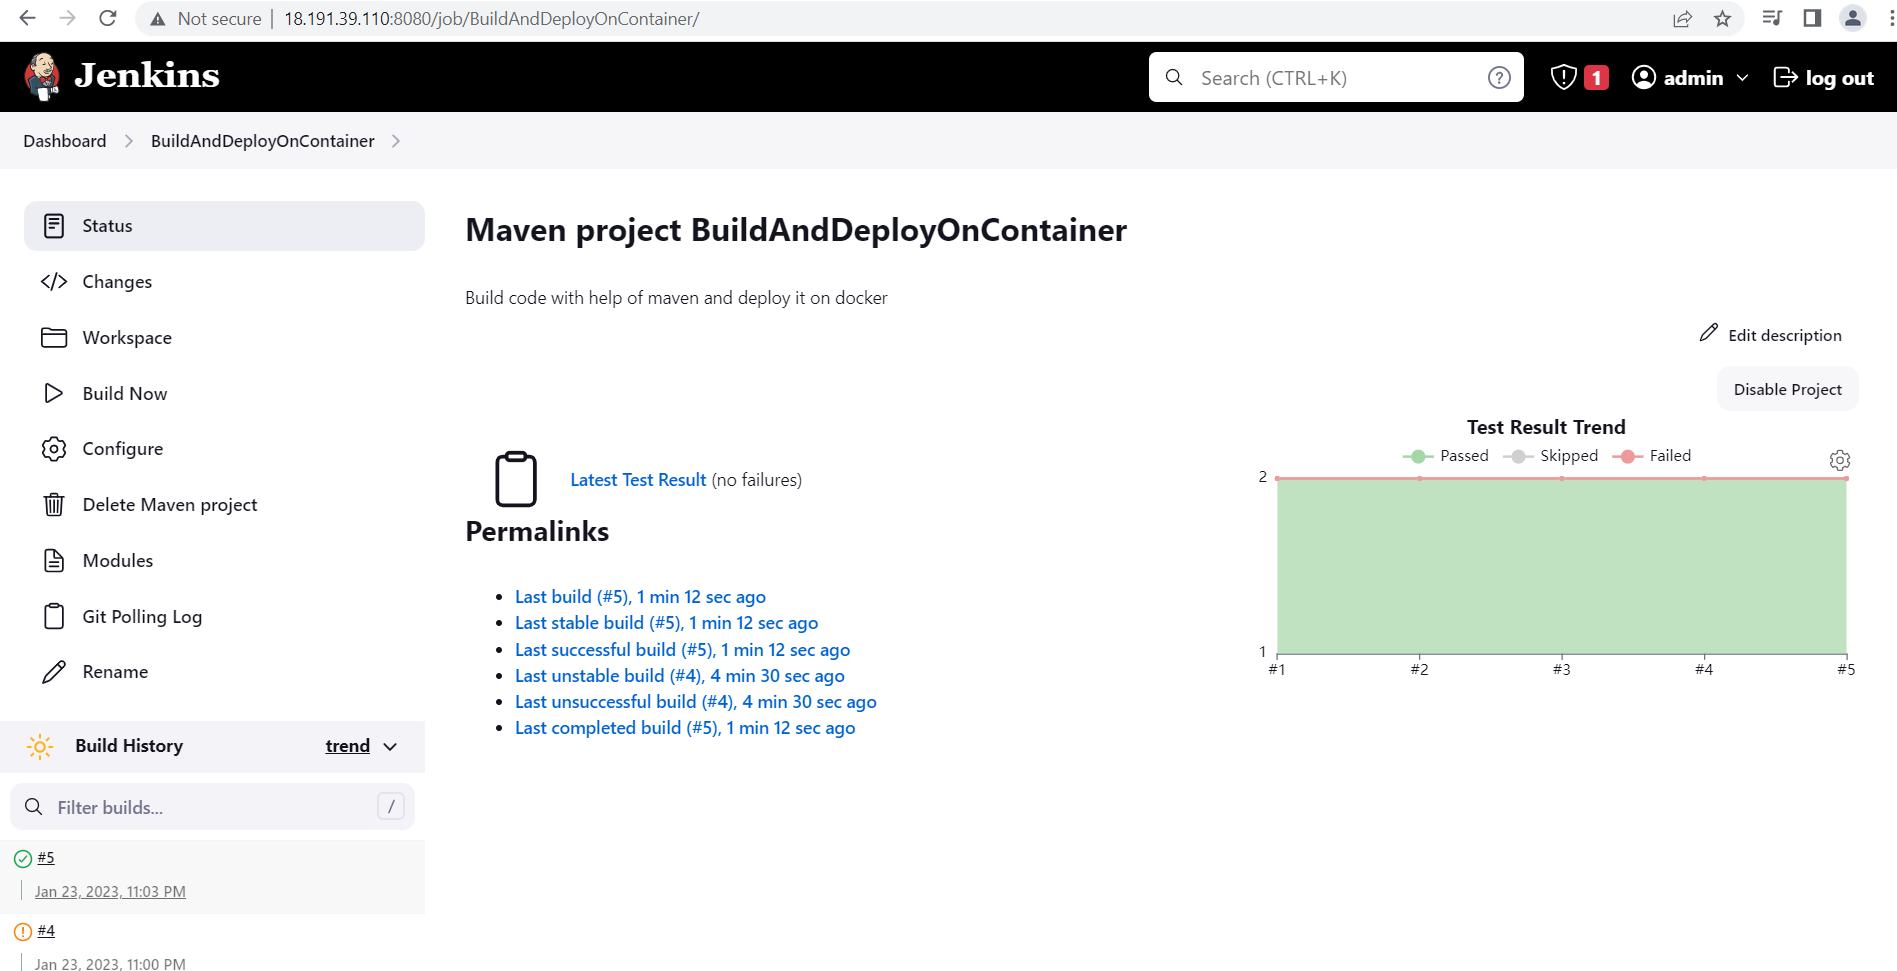 Not secure | 18.191.39.110:8080/job/BuildAndDeployOnContainer/
Jenkins
Search (CTRL+K)
?
! 1
admin
log out
Dashboard
BuildAndDeployOnContainer
Status
Changes
Workspace
Build Now
Configure
Delete Maven project
Modules
Git Polling Log
Rename
Build History
trend
Filter builds...
/
#5
Jan 23, 2023, 11:03 PM
#4
Jan 23, 2023, 11:00 PM
Maven project BuildAndDeployOnContainer
Build code with help of maven and deploy it on docker
Edit description
Disable Project
Latest Test Result (no failures)
Permalinks
Last build (#5), 1 min 12 sec ago
Last stable build (#5), 1 min 12 sec ago
Last successful build (#5), 1 min 12 sec ago
Last unstable build (#4), 4 min 30 sec ago
Last unsuccessful build (#4), 4 min 30 sec ago
Last completed build (#5), 1 min 12 sec ago
Test Result Trend
Passed Skipped Failed
2
1
#1 #2 #3 #4 #5